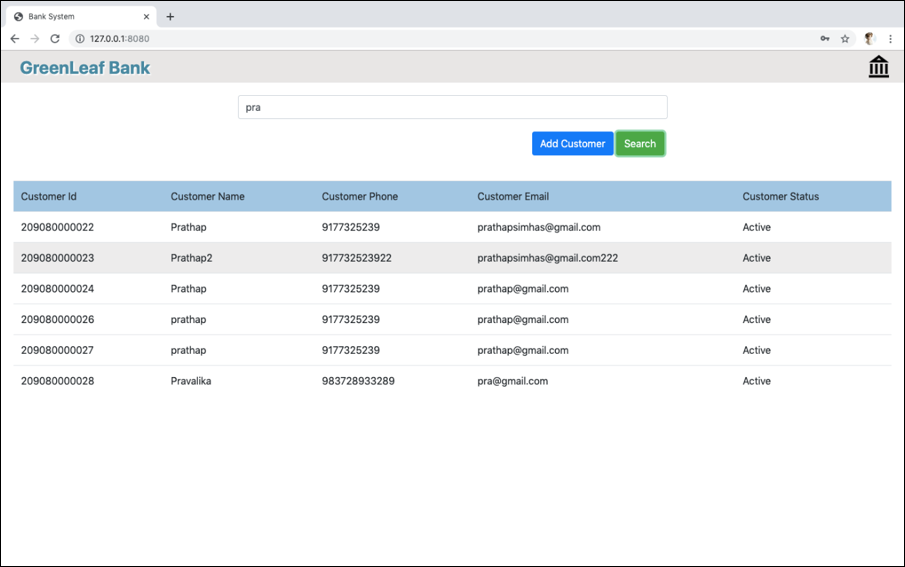 Bank System
127.0.0.1:8080
GreenLeaf Bank
pra
Add Customer Search
Customer Id Customer Name Customer Phone Customer Email Customer Status
209080000022 Prathap 9177325239 prathapsimhas@gmail.com Active
209080000023 Prathap2 917732523922 prathapsimhas@gmail.com222 Active
209080000024 Prathap 9177325239 prathap@gmail.com Active
209080000026 prathap 9177325239 prathap@gmail.com Active
209080000027 prathap 9177325239 prathap@gmail.com Active
209080000028 Pravalika 983728933289 pra@gmail.com Active